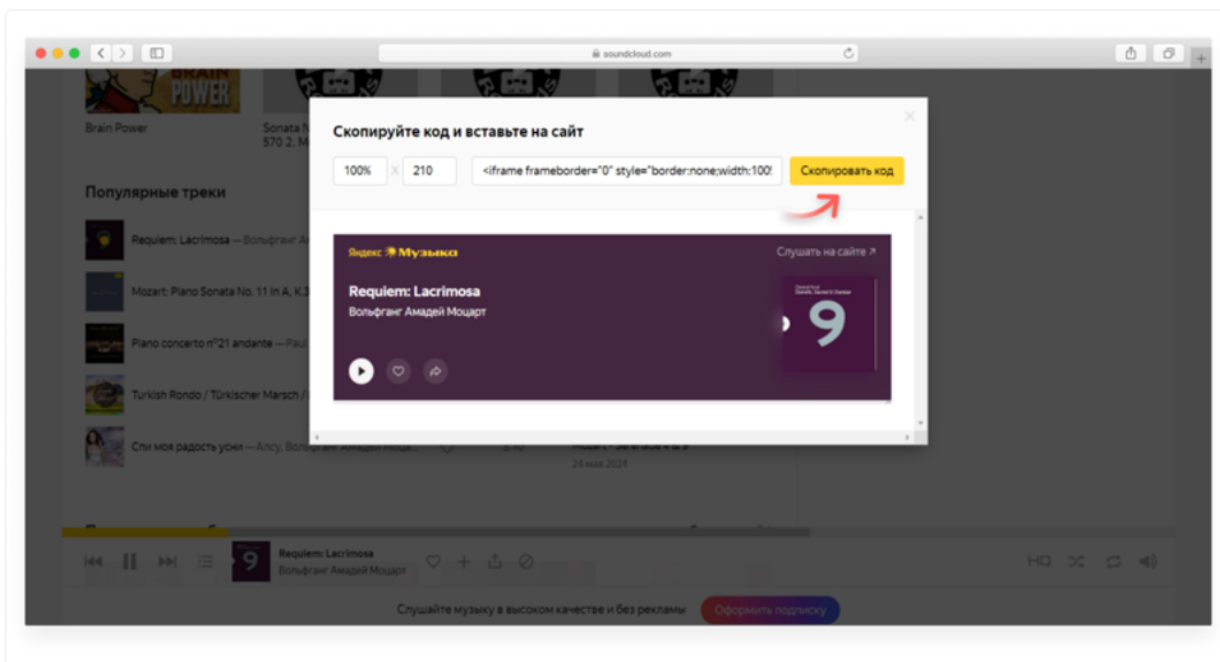 soundcloud.com
BRAIN
POWER
Brain Power
Sonata
570 2,
Скопируйте код и вставьте на сайт
100% X 210 <iframe frameborder="0" style="border:none;width:100% Скопировать код
Популярные треки
Requiem: Lacrimosa — Вольфганг
Mozart: Piano Sonata No. 11 In A, K.3
Piano concerto nº21 andante — Paul
Turkish Rondo / Türkischer Marsch /
Спи моя радость усни — Алсу,
24 мая 2024
Яндекс Музыка
Слушать на сайте ↗
Requiem: Lacrimosa
Вольфганг Амадей Моцарт
9
Requiem: Lacrimosa
Вольфганг Амадей Моцарт
9
HQ
Слушайте музыку в высоком качестве и без рекламы Оформить подписку